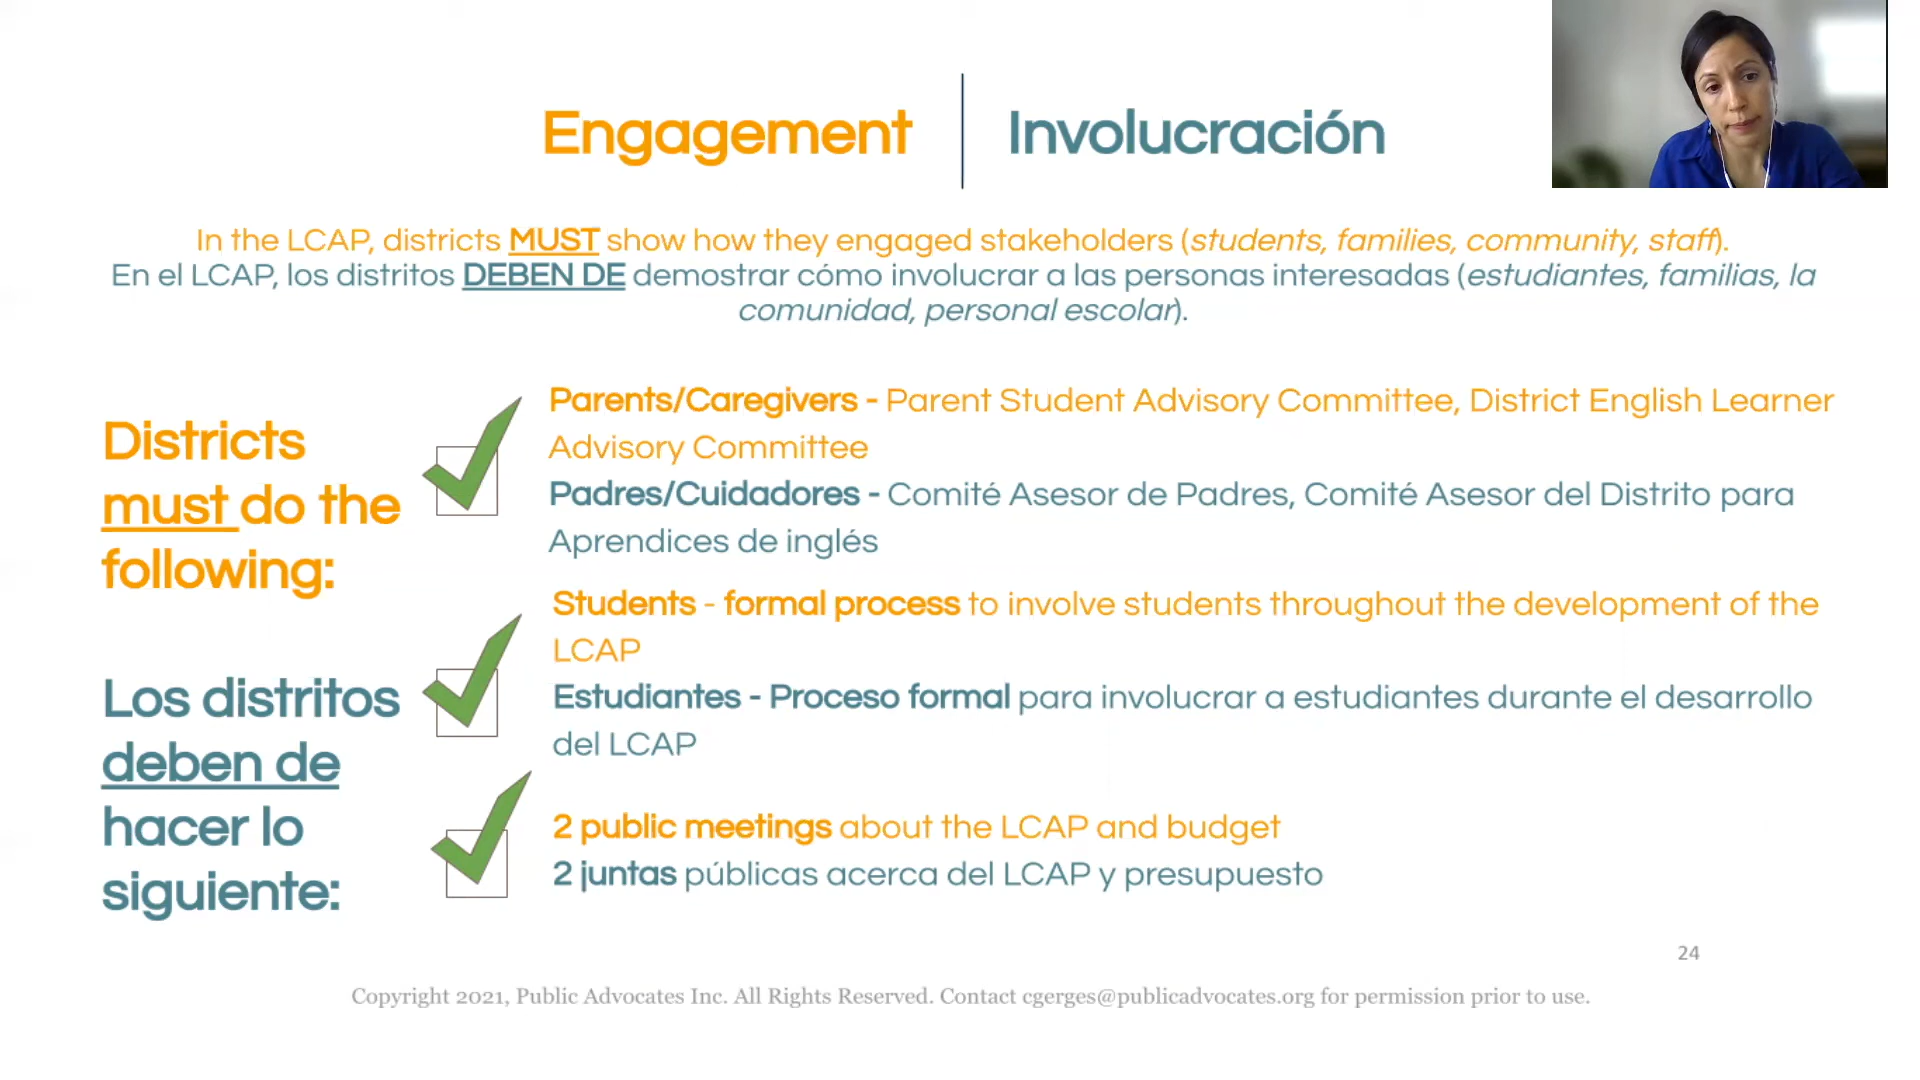 Engagement
Involucración
In the LCAP, districts MUST show how they engaged stakeholders (students, families, community, staff).
En el LCAP, los distritos DEBEN DE demostrar cómo involucrar a las personas interesadas (estudiantes, familias, la
comunidad, personal escolar).
Districts
must do the
following:
Los distritos
deben de
hacer lo
siguiente:
Parents/Caregivers - Parent Student Advisory Committee, District English Learner
Advisory Committee
Padres/Cuidadores - Comité Asesor de Padres, Comité Asesor del Distrito para
Aprendices de inglés
Students - formal process to involve students throughout the development of the
LCAP
Estudiantes - Proceso formal para involucrar a estudiantes durante el desarrollo
del LCAP
2 public meetings about the LCAP and budget
2 juntas públicas acerca del LCAP y presupuesto
24
Copyright 2021, Public Advocates Inc. All Rights Reserved. Contact cgerges@publicadvocates.org for permission prior to use.